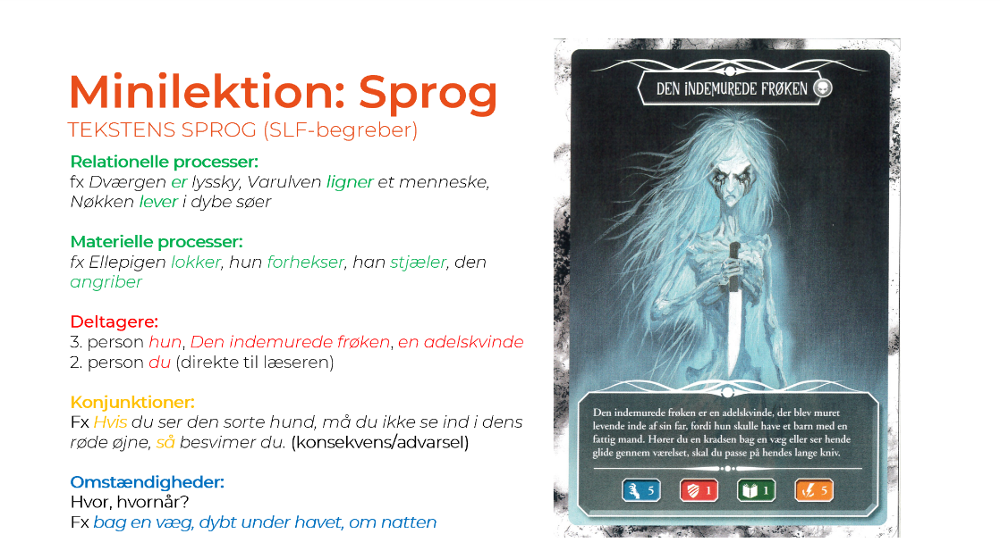 Minilektion: Sprog
TEKSTENS SPROG (SLF-begreber)
Relationelle processer:
fx Dværgen er lyssky, Varulven ligner et menneske,
Nøkken lever i dybe søer
Materielle processer:
fx Ellepigen lokker, hun forhekser, han stjæler, den
angriber
Deltagere:
3. person hun, Den indemurede frøken, en adelskvinde
2. person du (direkte til læseren)
Konjunktioner:
Fx Hvis du ser den sorte hund, må du ikke se ind i dens
røde øjne, så besvimer du. (konsekvens/advarsel)
Omstændigheder:
Hvor, hvornår?
Fx bag en væg, dybt under havet, om natten
DEN INDEMUREDE FRØKEN
Den indemurede frøken er en adelskvinde, der blev muret
levende inde af sin far, fordi hun skulle have et barn med en
fattig mand. Hører du en kradsen bag en væg eller ser hende
glide gennem værelset, skal du passe på hendes lange kniv.
5 1 1 5